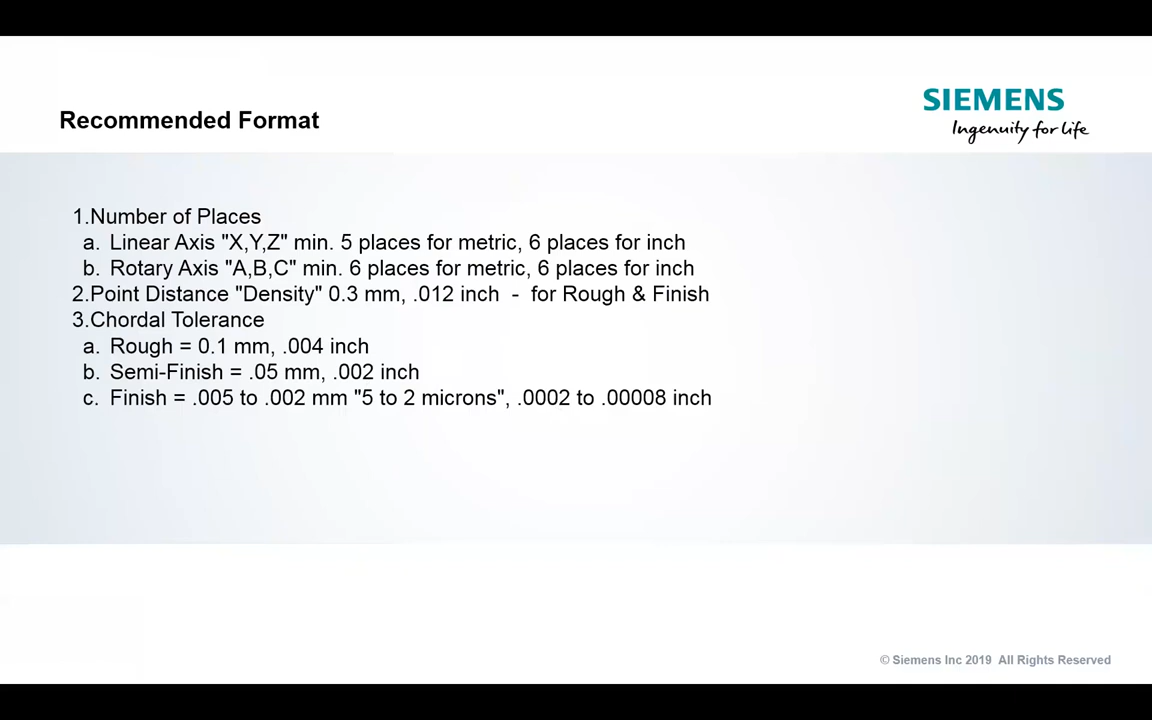 SIEMENS
Ingenuity for life
Recommended Format
1.Number of Places
a. Linear Axis "X,Y,Z" min. 5 places for metric, 6 places for inch
b. Rotary Axis "A,B,C" min. 6 places for metric, 6 places for inch
2.Point Distance "Density" 0.3 mm, .012 inch - for Rough & Finish
3.Chordal Tolerance
a. Rough = 0.1 mm, .004 inch
b. Semi-Finish = .05 mm, .002 inch
c. Finish = .005 to .002 mm "5 to 2 microns", .0002 to .00008 inch
© Siemens Inc 2019 All Rights Reserved